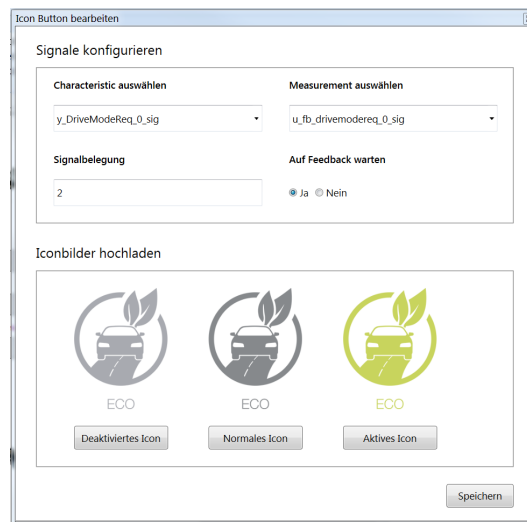 Icon Button bearbeiten
Signale konfigurieren
Characteristic auswählen Measurement auswählen
y_DriveModeReq_0_sig u_fb_drivemodereq_0_sig
Signalbelegung Auf Feedback warten
2 Ja Nein
Iconbilder hochladen
ECO ECO ECO
Deaktiviertes Icon Normales Icon Aktives Icon
Speichern